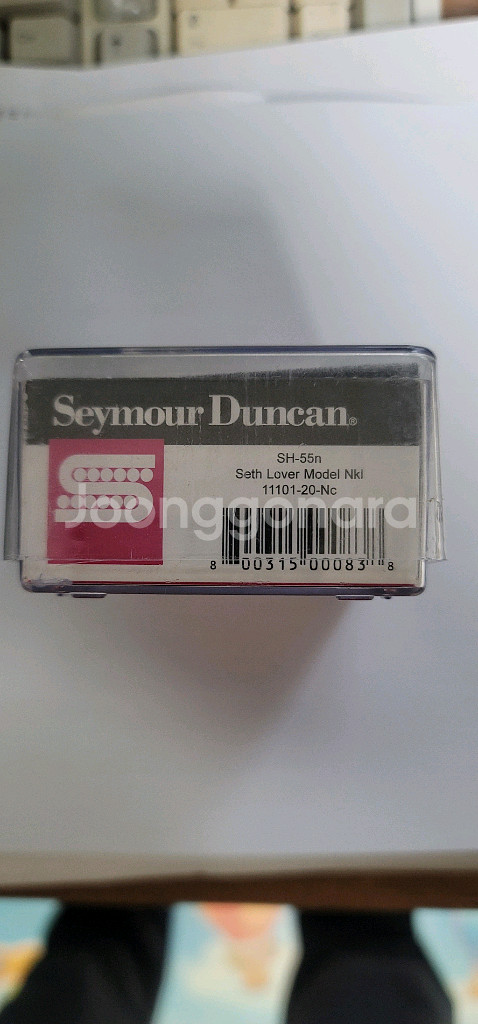 Seymour Duncan®
SH-55n
Seth Lover Model Nkl
11101-20-Nc
Joonggonara
8 00315 00083 8